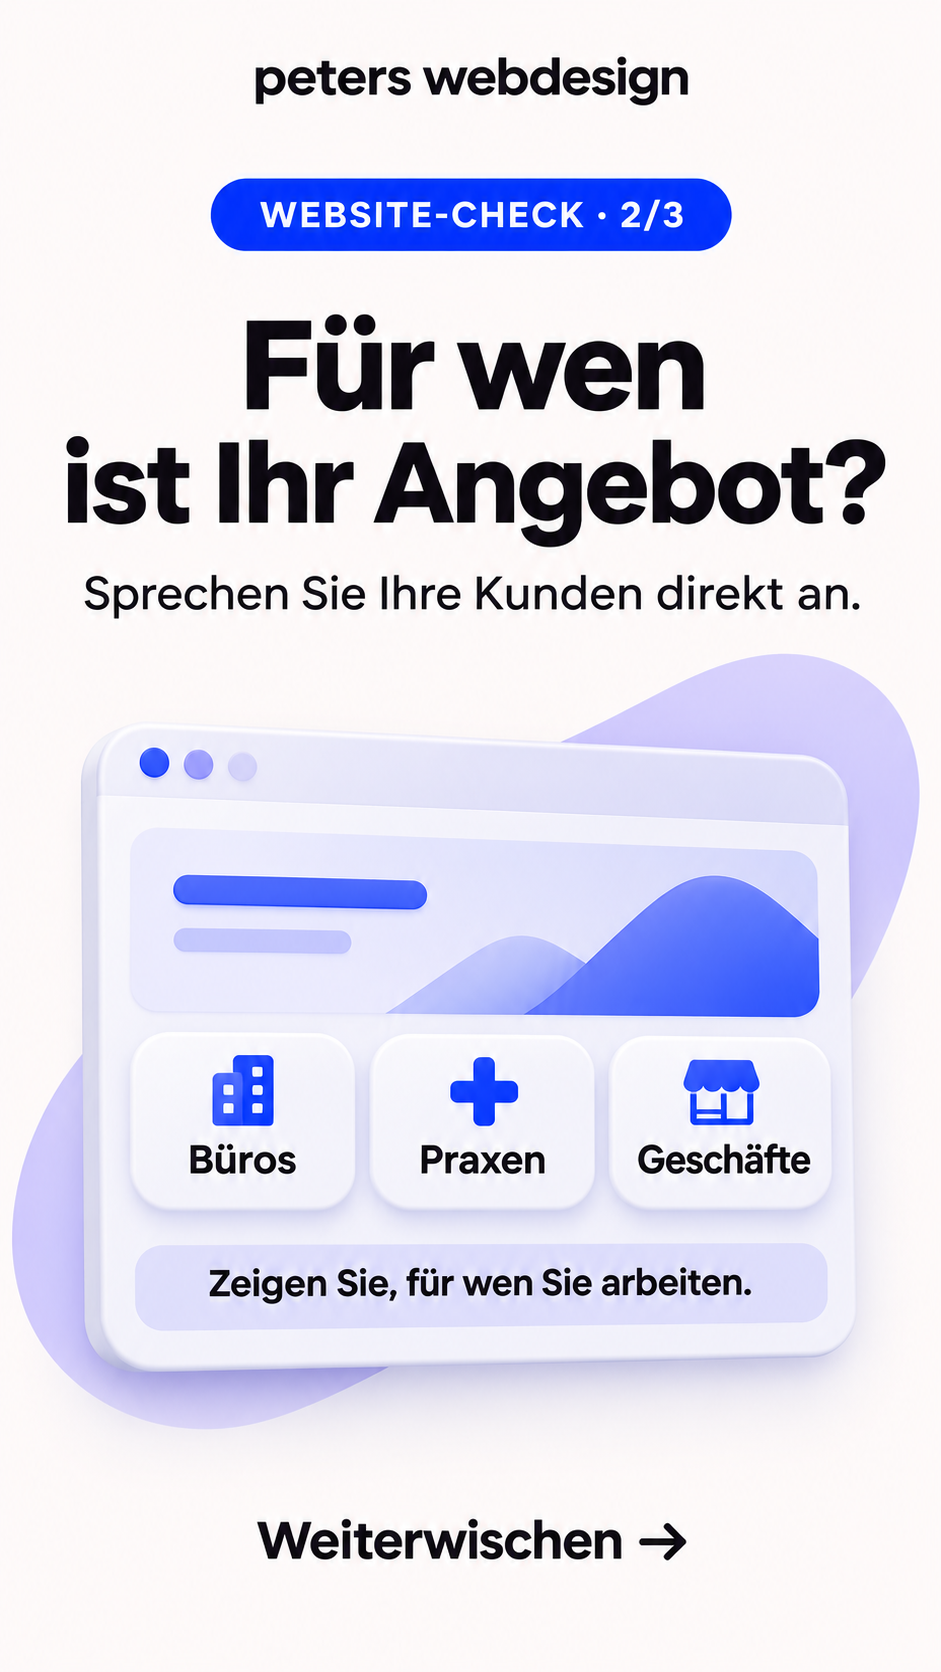 peters webdesign
WEBSITE-CHECK · 2/3
Für wen
ist Ihr Angebot?
Sprechen Sie Ihre Kunden direkt an.
Büros
Praxen
Geschäfte
Zeigen Sie, für wen Sie arbeiten.
Weiterwischen →